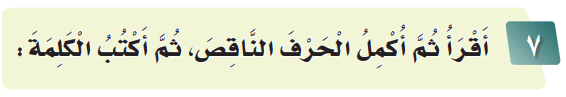 ٧ أَقْرَأُ ثُمَّ أُكْمِلُ الْحَرْفَ النَّاقِصَ، ثُمَّ أَكْتُبُ الْكَلِمَةَ :